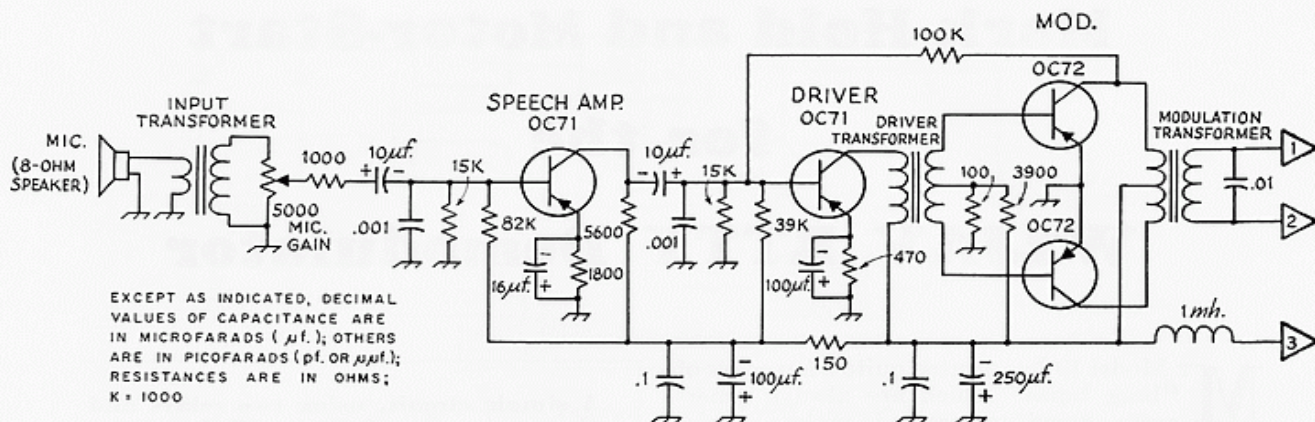 MOD.
100K
OC72
INPUT
TRANSFORMER
SPEECH AMP.
OC71
DRIVER
OC71
DRIVER
TRANSFORMER
MODULATION
TRANSFORMER
MIC.
(8-OHM
SPEAKER)
1000
10µf.
+
-
15K
-
+
10µf.
15K
100
3900
1
.01
2
5000
MIC.
GAIN
.001
82K
5600
.001
39K
OC72
-
16µf.
+
1800
-
100µf.
+
470
1mh.
3
EXCEPT AS INDICATED, DECIMAL
VALUES OF CAPACITANCE ARE
IN MICROFARADS (µf.); OTHERS
ARE IN PICOFARADS (pf. OR µµf.);
RESISTANCES ARE IN OHMS;
K = 1000
150
.1
-
100µf.
+
.1
-
250µf.
+